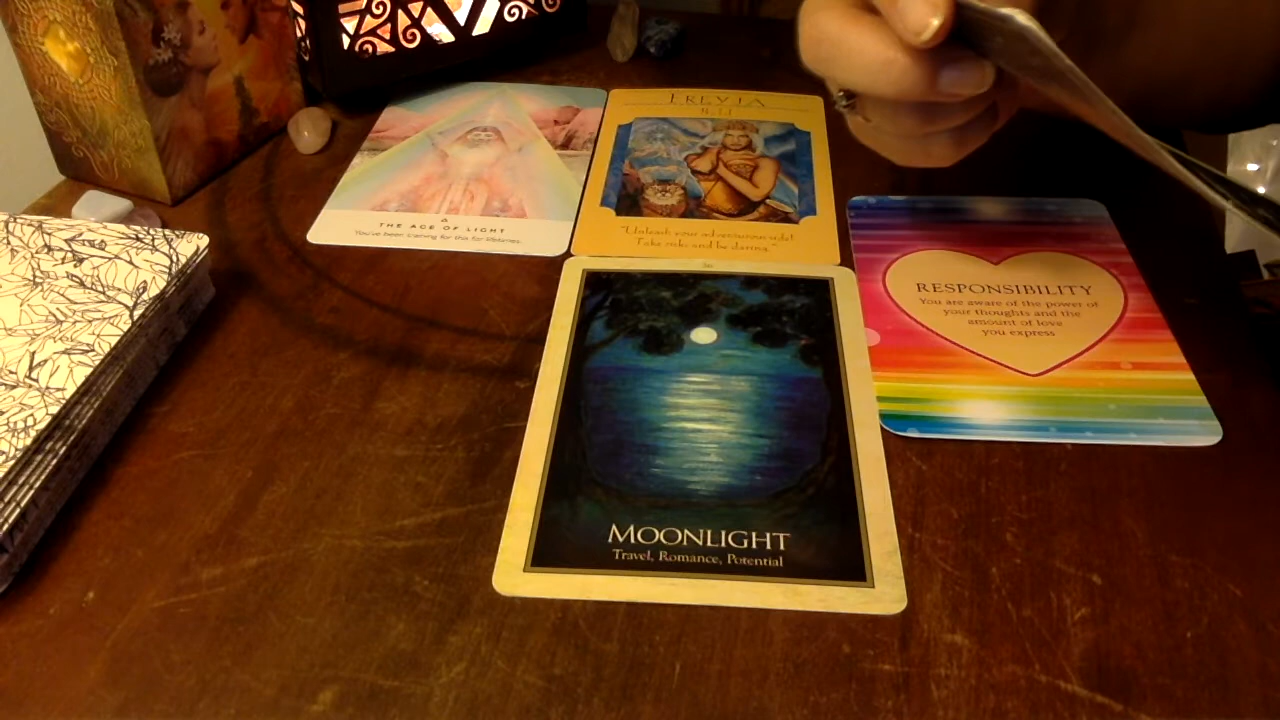 THE AGE OF LIGHT
You've been training for this for lifetimes.
FREYJA
Bold
"Unleash your adventurous side!
Take risks and be daring."
RESPONSIBILITY
You are aware of the power of
your thoughts and the
amount of love
you express
MOONLIGHT
Travel, Romance, Potential